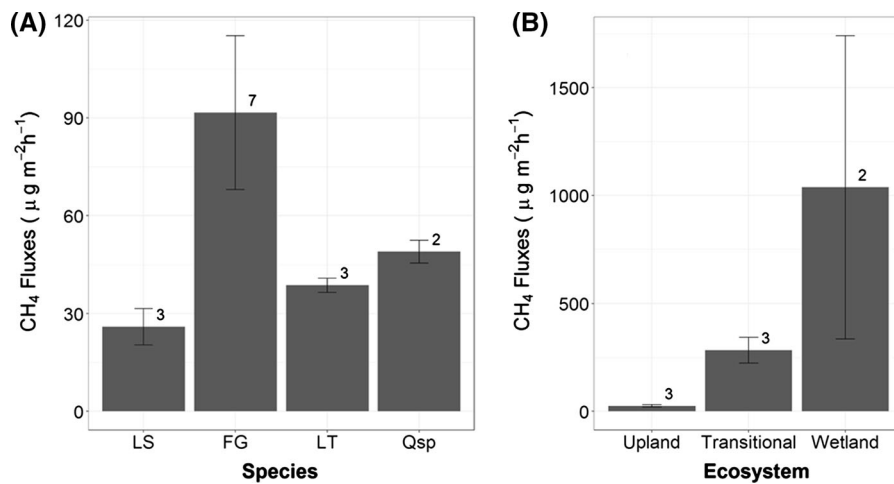 (A)
CH₄ Fluxes ( μ g m⁻²h⁻¹)
120
90
60
30
0
3
7
3
2
LS FG LT Qsp
Species
(B)
CH₄ Fluxes ( μ g m⁻²h⁻¹)
1500
1000
500
0
3
3
2
Upland Transitional Wetland
Ecosystem